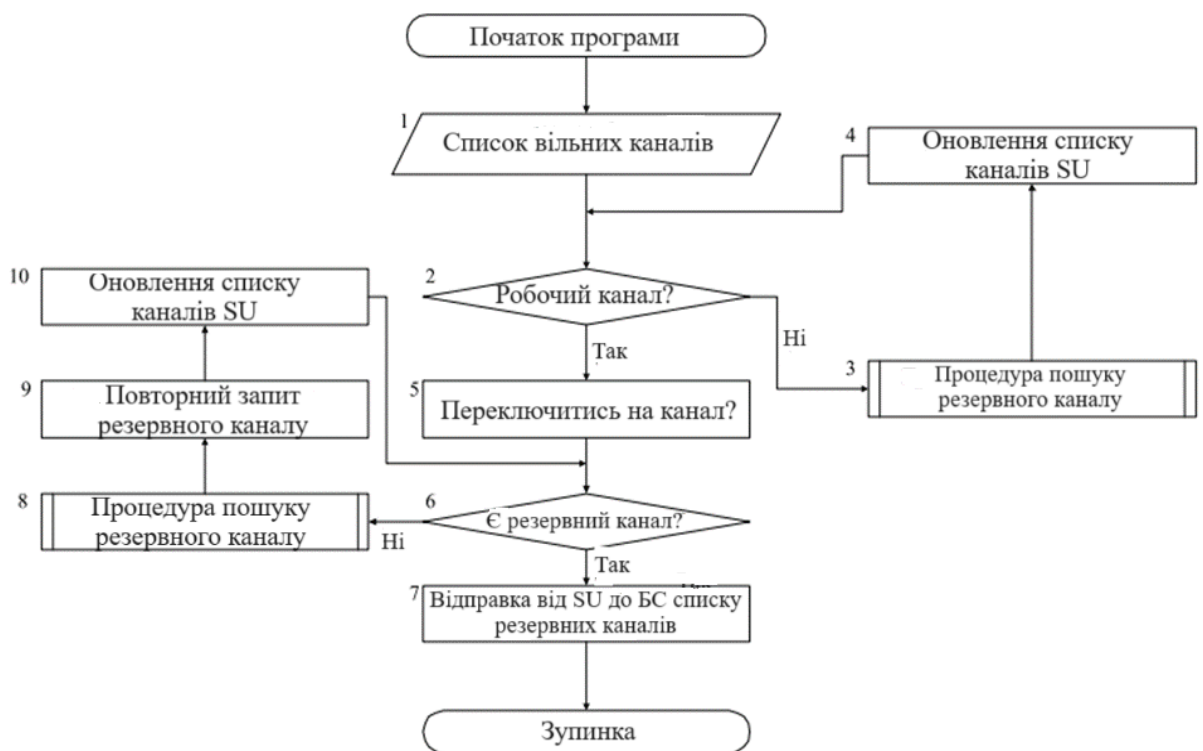 Початок програми
1
Список вільних каналів
4
Оновлення списку
каналів SU
10
Оновлення списку
каналів SU
2
Робочий канал?
Ні
Так
3
Процедура пошуку
резервного каналу
9
Повторний запит
резервного каналу
5
Переключитись на канал?
8
Процедура пошуку
резервного каналу
6
Є резервний канал?
Ні
Так
7
Відправка від SU до БС списку
резервних каналів
Зупинка